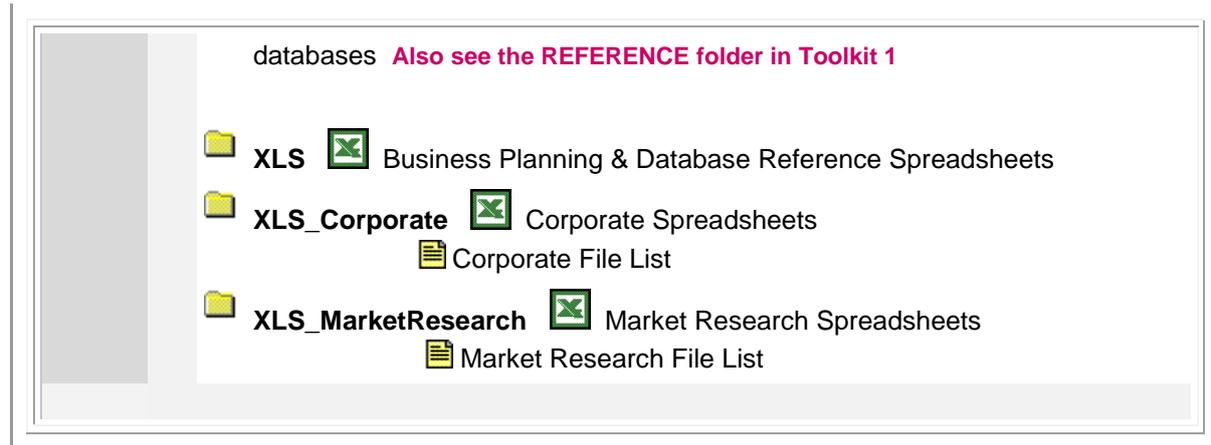 databases Also see the REFERENCE folder in Toolkit 1
XLS Business Planning & Database Reference Spreadsheets
XLS_Corporate Corporate Spreadsheets
Corporate File List
XLS_MarketResearch Market Research Spreadsheets
Market Research File List